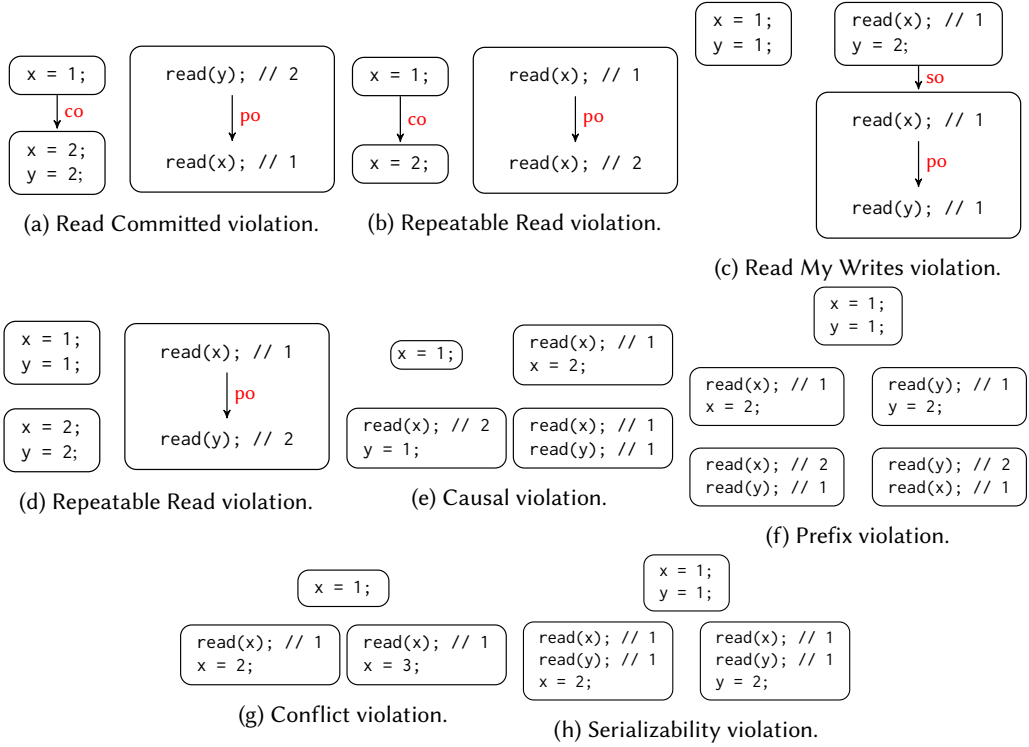 x = 1;
co
x = 2;
y = 2;
read(y); // 2
po
read(x); // 1
(a) Read Committed violation.
x = 1;
co
x = 2;
read(x); // 1
po
read(x); // 2
(b) Repeatable Read violation.
x = 1;
y = 1;
read(x); // 1
y = 2;
so
read(x); // 1
po
read(y); // 1
(c) Read My Writes violation.
x = 1;
y = 1;
x = 2;
y = 2;
read(x); // 1
po
read(y); // 2
(d) Repeatable Read violation.
x = 1;
read(x); // 1
x = 2;
read(x); // 2
y = 1;
read(x); // 1
read(y); // 1
(e) Causal violation.
x = 1;
y = 1;
read(x); // 1
x = 2;
read(y); // 1
y = 2;
read(x); // 2
read(y); // 1
read(y); // 2
read(x); // 1
(f) Prefix violation.
x = 1;
read(x); // 1
x = 2;
read(x); // 1
x = 3;
(g) Conflict violation.
x = 1;
y = 1;
read(x); // 1
read(y); // 1
x = 2;
read(x); // 1
read(y); // 1
y = 2;
(h) Serializability violation.